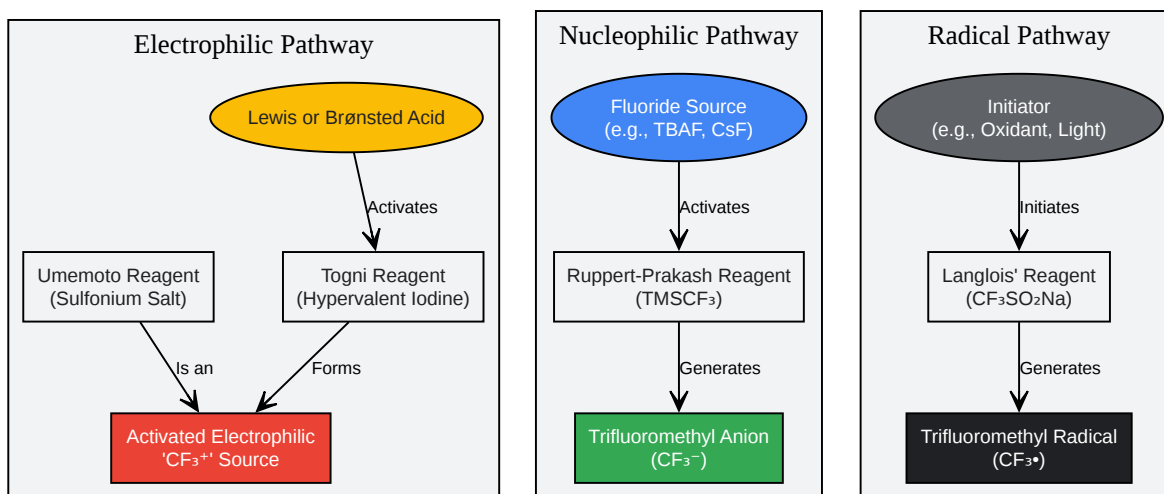 Electrophilic Pathway
Lewis or Brønsted Acid
Activates
Umemoto Reagent
(Sulfonium Salt)
Togni Reagent
(Hypervalent Iodine)
Is an
Forms
Activated Electrophilic
'CF₃⁺' Source
Nucleophilic Pathway
Fluoride Source
(e.g., TBAF, CsF)
Activates
Ruppert-Prakash Reagent
(TMSCF₃)
Generates
Trifluoromethyl Anion
(CF₃⁻)
Radical Pathway
Initiator
(e.g., Oxidant, Light)
Initiates
Langlois' Reagent
(CF₃SO₂Na)
Generates
Trifluoromethyl Radical
(CF₃•)